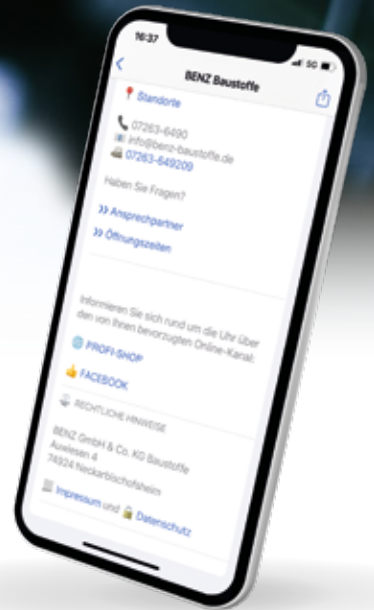 16:37
5G
BENZ Baustoffe
Standorte
07263-6490
info@benz-baustoffe.de
07263-649209
Haben Sie Fragen?
Ansprechpartner
Öffnungszeiten
Informieren Sie sich rund um die Uhr über
den von Ihnen bevorzugten Online-Kanal:
PROFI-SHOP
FACEBOOK
RECHTLICHE HINWEISE
BENZ GmbH & Co. KG Baustoffe
Auwiesen 4
74924 Neckarbischofsheim
Impressum und Datenschutz